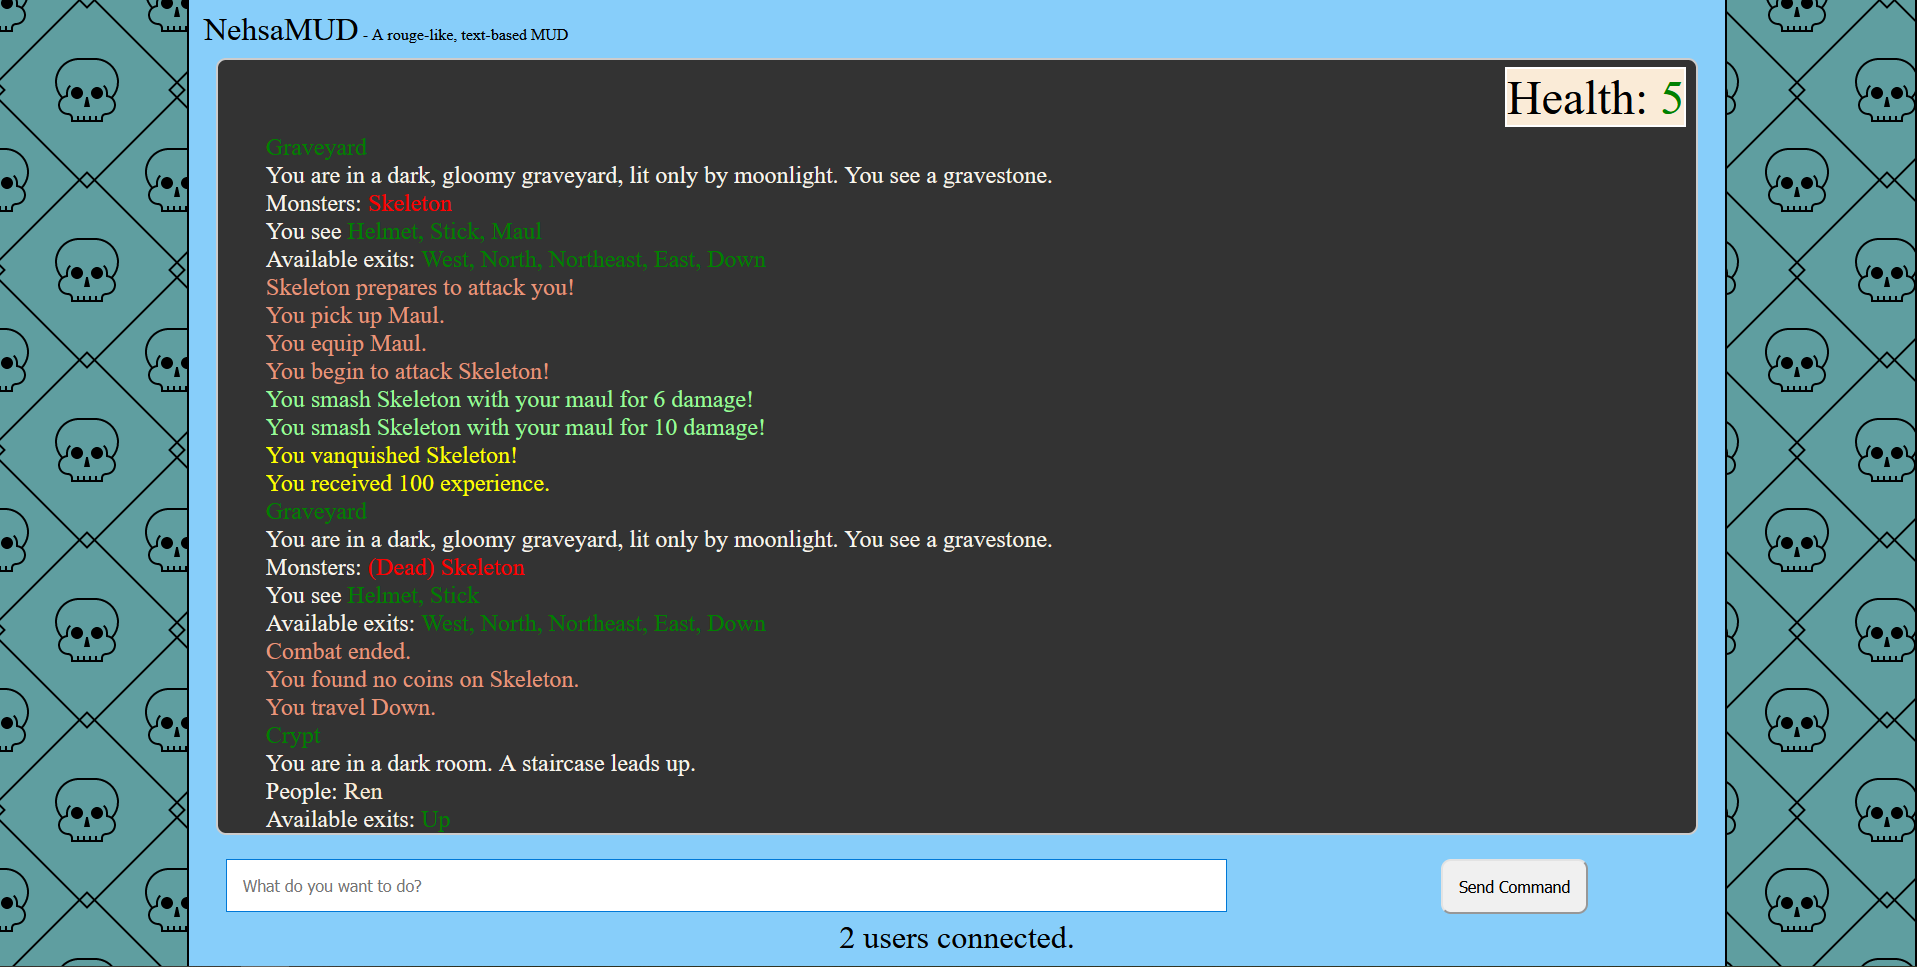 NehsaMUD - A rouge-like, text-based MUD
Health: 5
Graveyard
You are in a dark, gloomy graveyard, lit only by moonlight. You see a gravestone.
Monsters: Skeleton
You see Helmet, Stick, Maul
Available exits: West, North, Northeast, East, Down
Skeleton prepares to attack you!
You pick up Maul.
You equip Maul.
You begin to attack Skeleton!
You smash Skeleton with your maul for 6 damage!
You smash Skeleton with your maul for 10 damage!
You vanquished Skeleton!
You received 100 experience.
Graveyard
You are in a dark, gloomy graveyard, lit only by moonlight. You see a gravestone.
Monsters: (Dead) Skeleton
You see Helmet, Stick
Available exits: West, North, Northeast, East, Down
Combat ended.
You found no coins on Skeleton.
You travel Down.
Crypt
You are in a dark room. A staircase leads up.
People: Ren
Available exits: Up
What do you want to do?
Send Command
2 users connected.